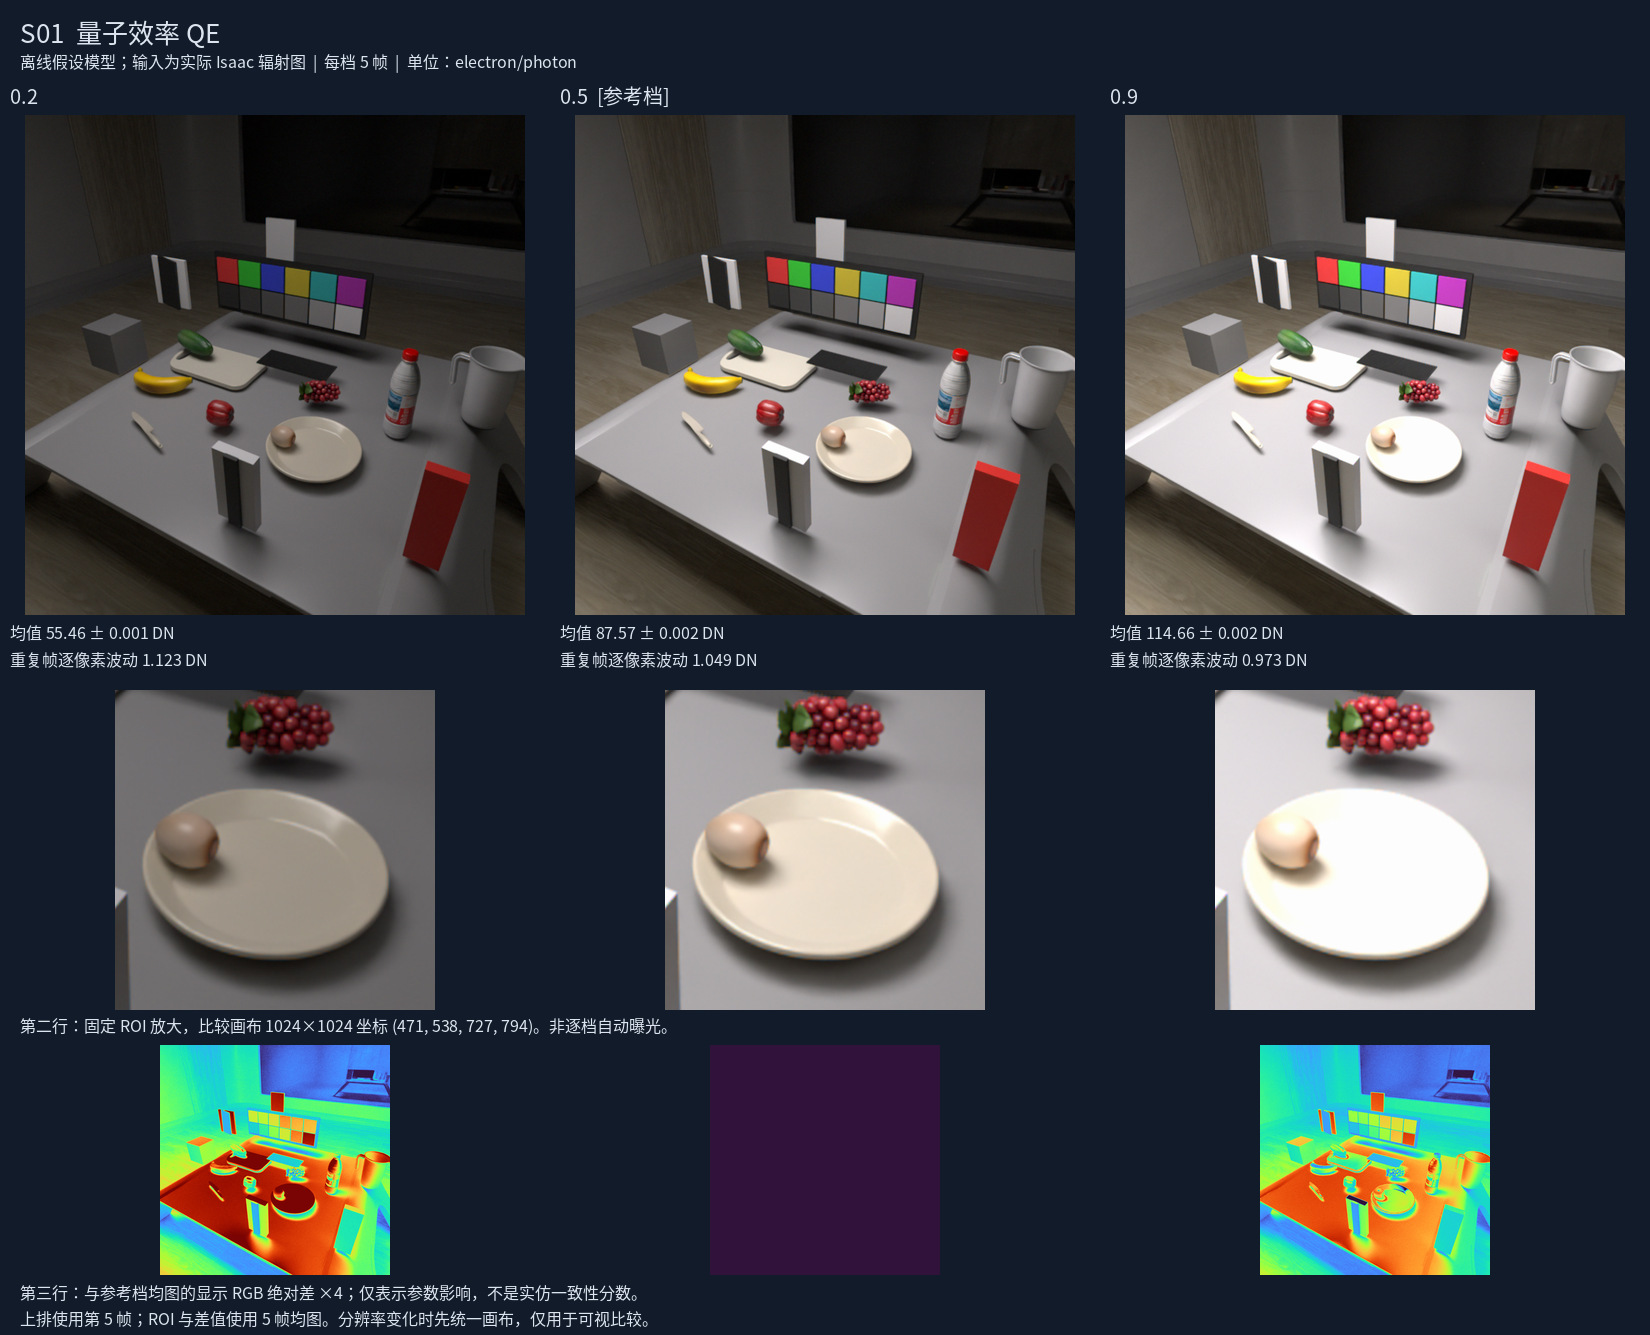 S01 量子效率 QE
离线假设模型；输入为实际 Isaac 辐射图 | 每档 5 帧 | 单位：electron/photon
0.2
0.5 [参考档]
0.9
均值 55.46 ± 0.001 DN
重复帧逐像素波动 1.123 DN
均值 87.57 ± 0.002 DN
重复帧逐像素波动 1.049 DN
均值 114.66 ± 0.002 DN
重复帧逐像素波动 0.973 DN
第二行：固定 ROI 放大，比较画布 1024×1024 坐标 (471, 538, 727, 794)。非逐档自动曝光。
第三行：与参考档均图的显示 RGB 绝对差 ×4；仅表示参数影响，不是实仿一致性分数。
上排使用第 5 帧；ROI 与差值使用 5 帧均图。分辨率变化时先统一画布，仅用于可视比较。